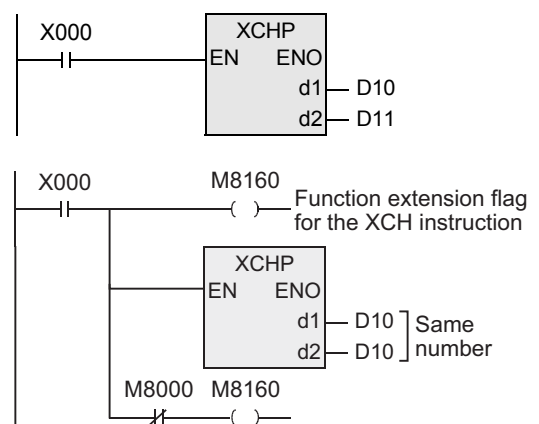 X000
XCHP
EN ENO
d1 D10
d2 D11
X000
M8160
Function extension flag
for the XCH instruction
XCHP
EN ENO
d1 D10
d2 D10
Same
number
M8000 M8160